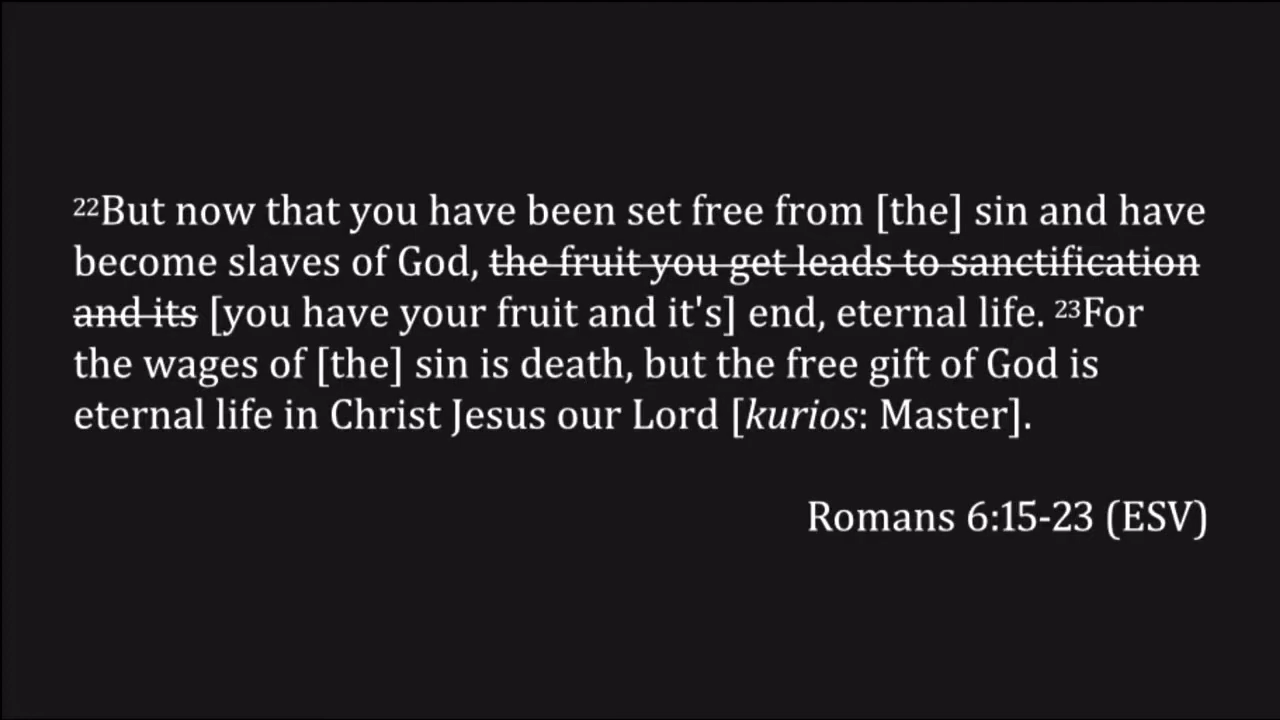 22But now that you have been set free from [the] sin and have
become slaves of God, the fruit you get leads to sanctification
and its [you have your fruit and it's] end, eternal life. 23For
the wages of [the] sin is death, but the free gift of God is
eternal life in Christ Jesus our Lord [kurios: Master].
Romans 6:15-23 (ESV)